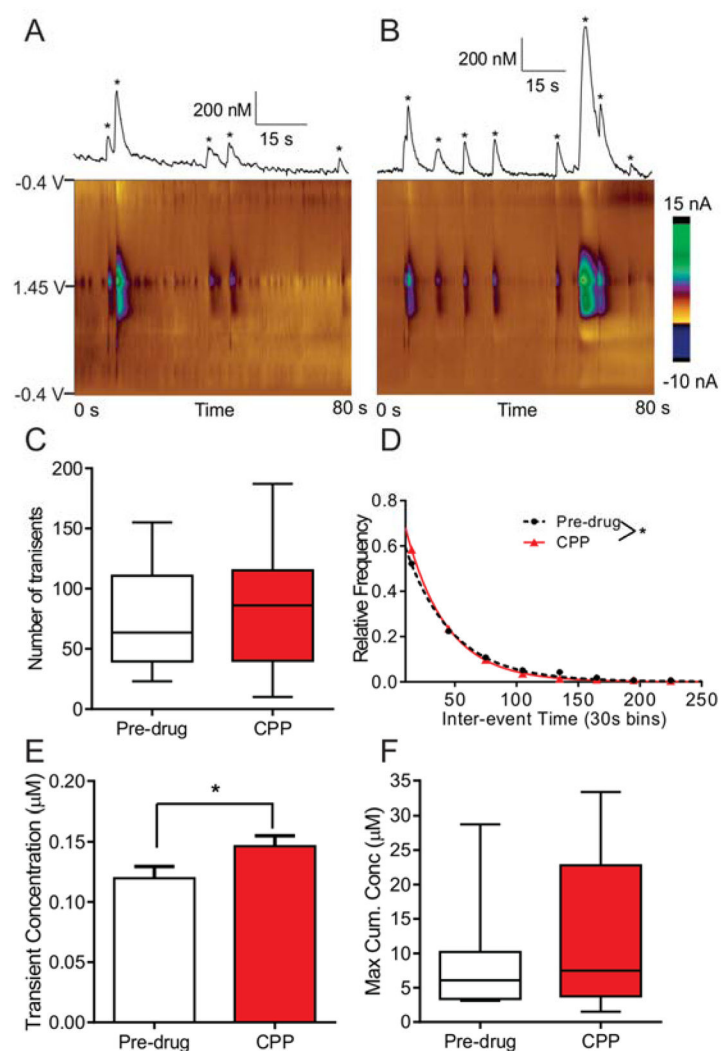 A
B
*
*
*
*
*
200 nM
15 s
*
*
*
*
*
*
*
*
200 nM
15 s
-0.4 V
1.45 V
-0.4 V
0 s
Time
80 s
0 s
Time
80 s
15 nA
-10 nA
C
Number of tranisents
200
150
100
50
0
Pre-drug
CPP
D
Relative Frequency
0.8
0.6
0.4
0.2
0.0
Pre-drug
CPP
*
50
100
150
200
250
Inter-event Time (30s bins)
E
Transient Concentration (μM)
0.20
0.15
0.10
0.05
0.00
*
Pre-drug
CPP
F
Max Cum. Conc (μM)
35
30
25
20
15
10
5
0
Pre-drug
CPP